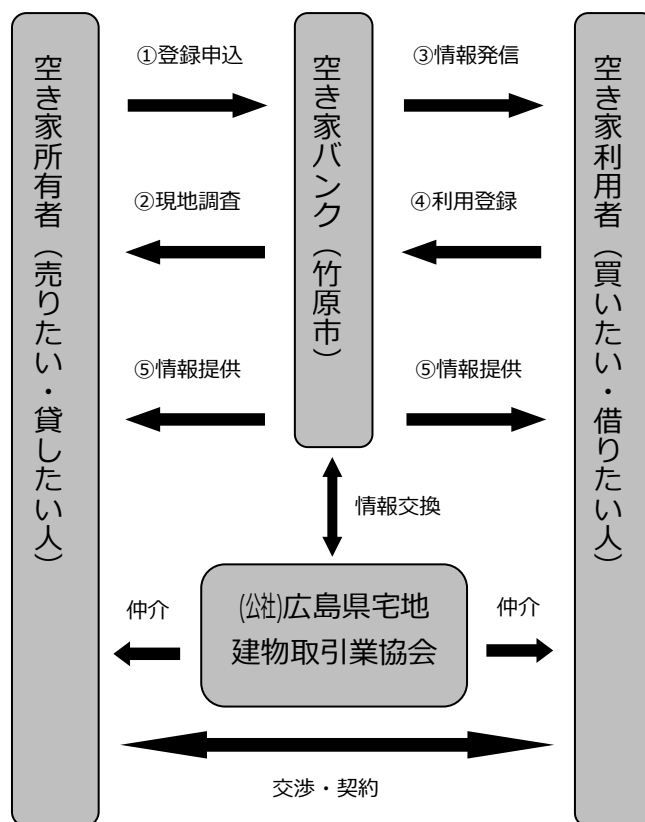 空き家所有者（売りたい・貸したい人）
①登録申込
②現地調査
⑤情報提供
空き家バンク（竹原市）
③情報発信
④利用登録
⑤情報提供
空き家利用者（買いたい・借りたい人）
情報交換
仲介
㈳広島県宅地
建物取引業協会
仲介
交渉・契約